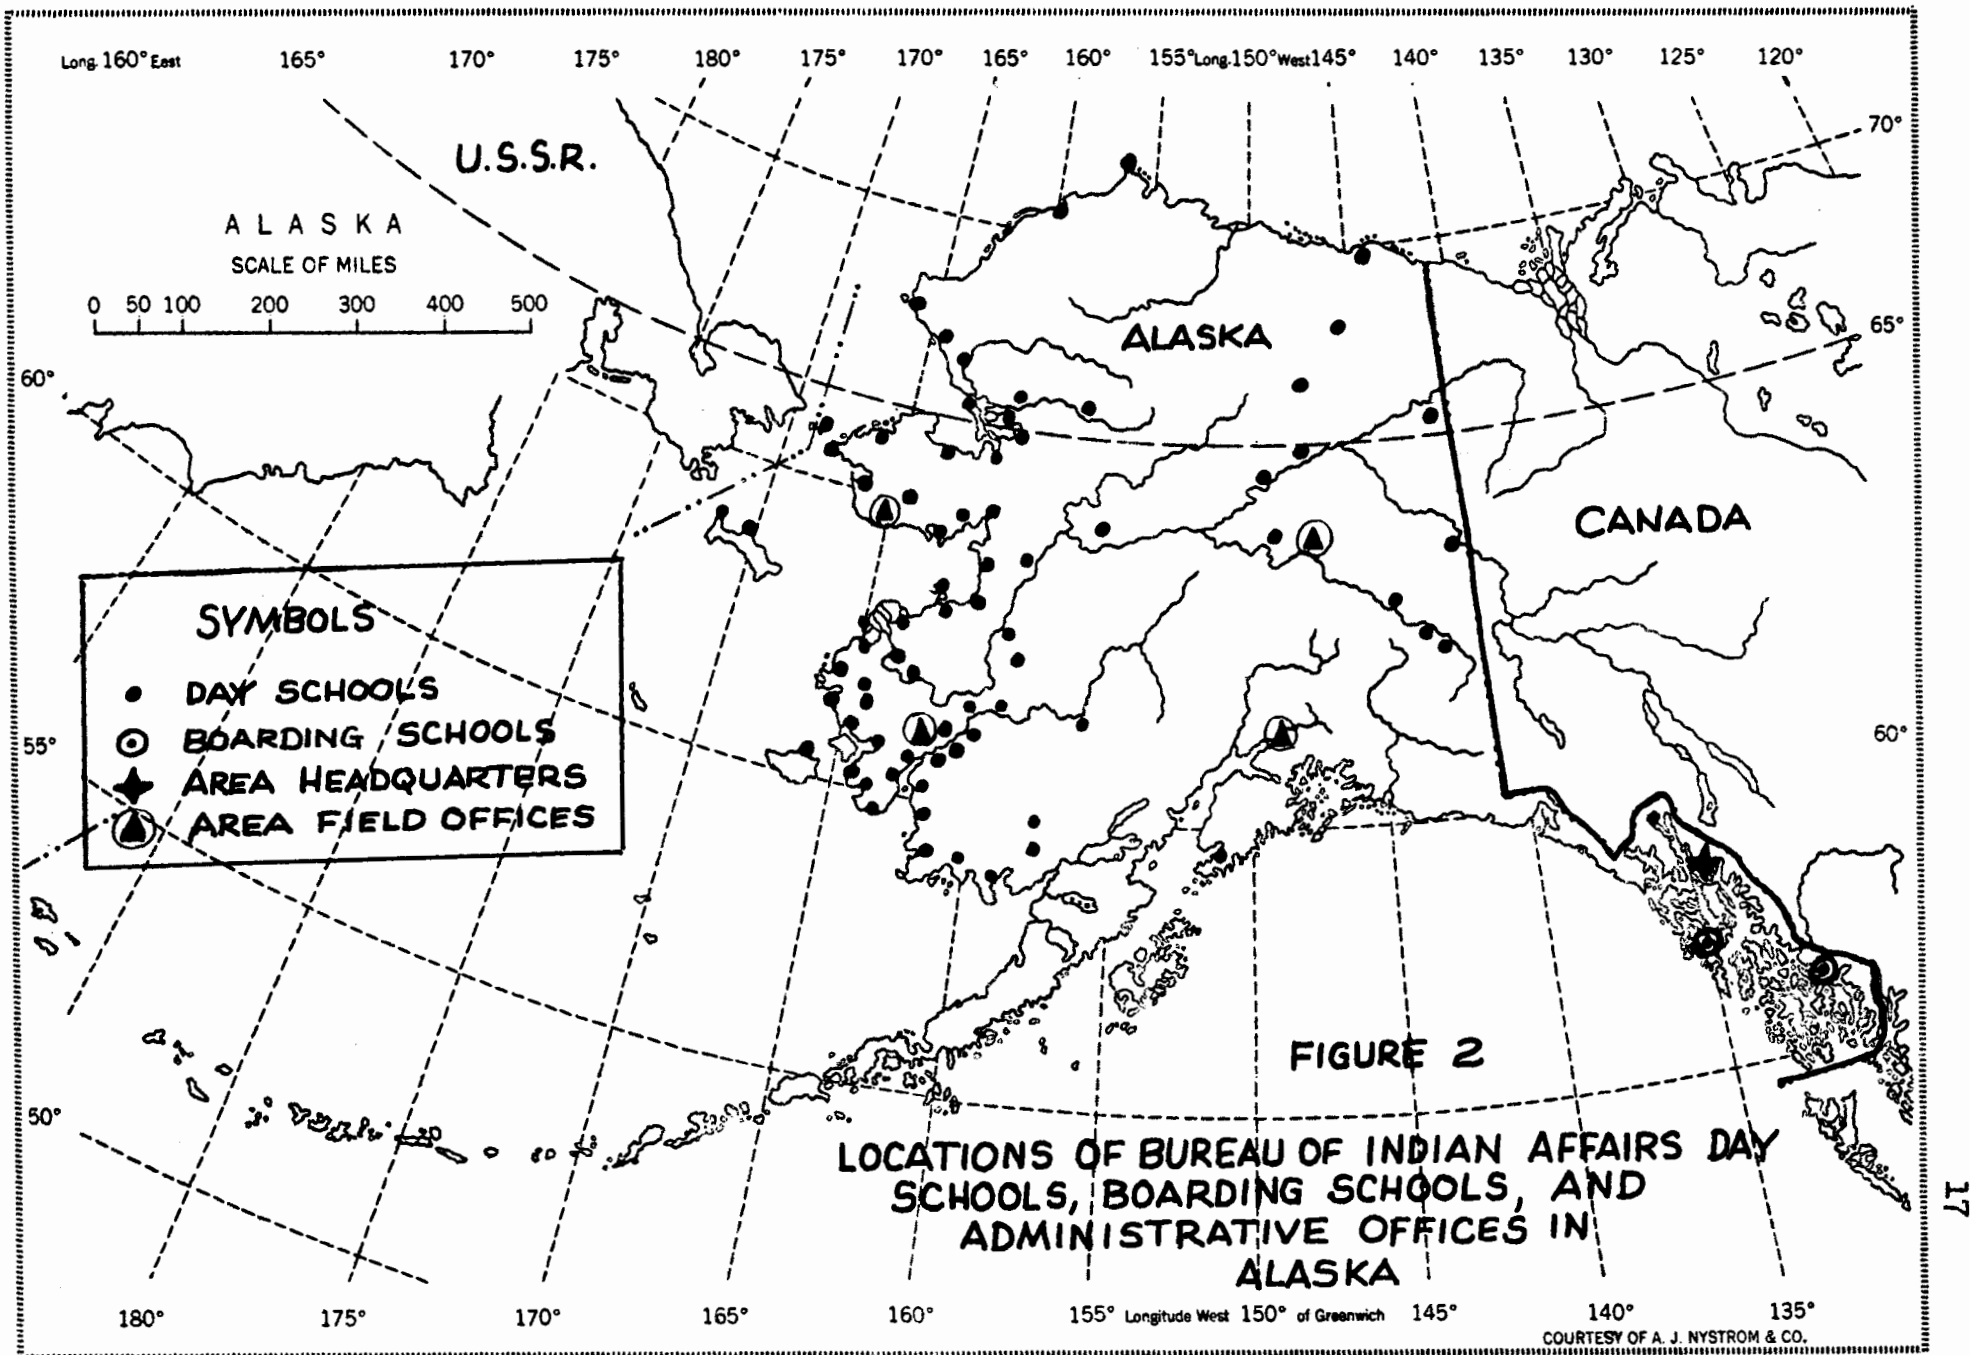 Long. 160° East 165° 170° 175° 180° 175° 170° 165° 160° 155° Long. 150° West 145° 140° 135° 130° 125° 120°
70°
U.S.S.R.
ALASKA
SCALE OF MILES
0 50 100 200 300 400 500
ALASKA
65°
60°
CANADA
SYMBOLS
DAY SCHOOLS
BOARDING SCHOOLS
AREA HEADQUARTERS
AREA FIELD OFFICES
55°
60°
50°
FIGURE 2
LOCATIONS OF BUREAU OF INDIAN AFFAIRS DAY
SCHOOLS, BOARDING SCHOOLS, AND
ADMINISTRATIVE OFFICES IN
ALASKA
180° 175° 170° 165° 160° 155° Longitude West 150° of Greenwich 145° 140° 135°
COURTESY OF A. J. NYSTROM & CO.
17